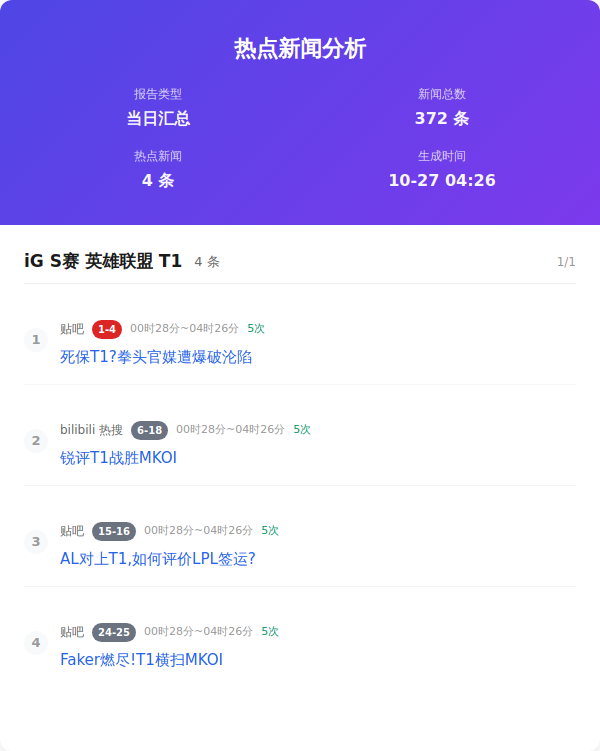 热点新闻分析
报告类型
当日汇总
新闻总数
372 条
热点新闻
4 条
生成时间
10-27 04:26
iG S赛 英雄联盟 T1 4 条 1/1
1 贴吧 1-4 00时28分~04时26分 5次
死保T1?拳头官媒遭爆破沦陷
2 bilibili 热搜 6-18 00时28分~04时26分 5次
锐评T1战胜MKOI
3 贴吧 15-16 00时28分~04时26分 5次
AL对上T1,如何评价LPL签运?
4 贴吧 24-25 00时28分~04时26分 5次
Faker燃尽!T1横扫MKOI